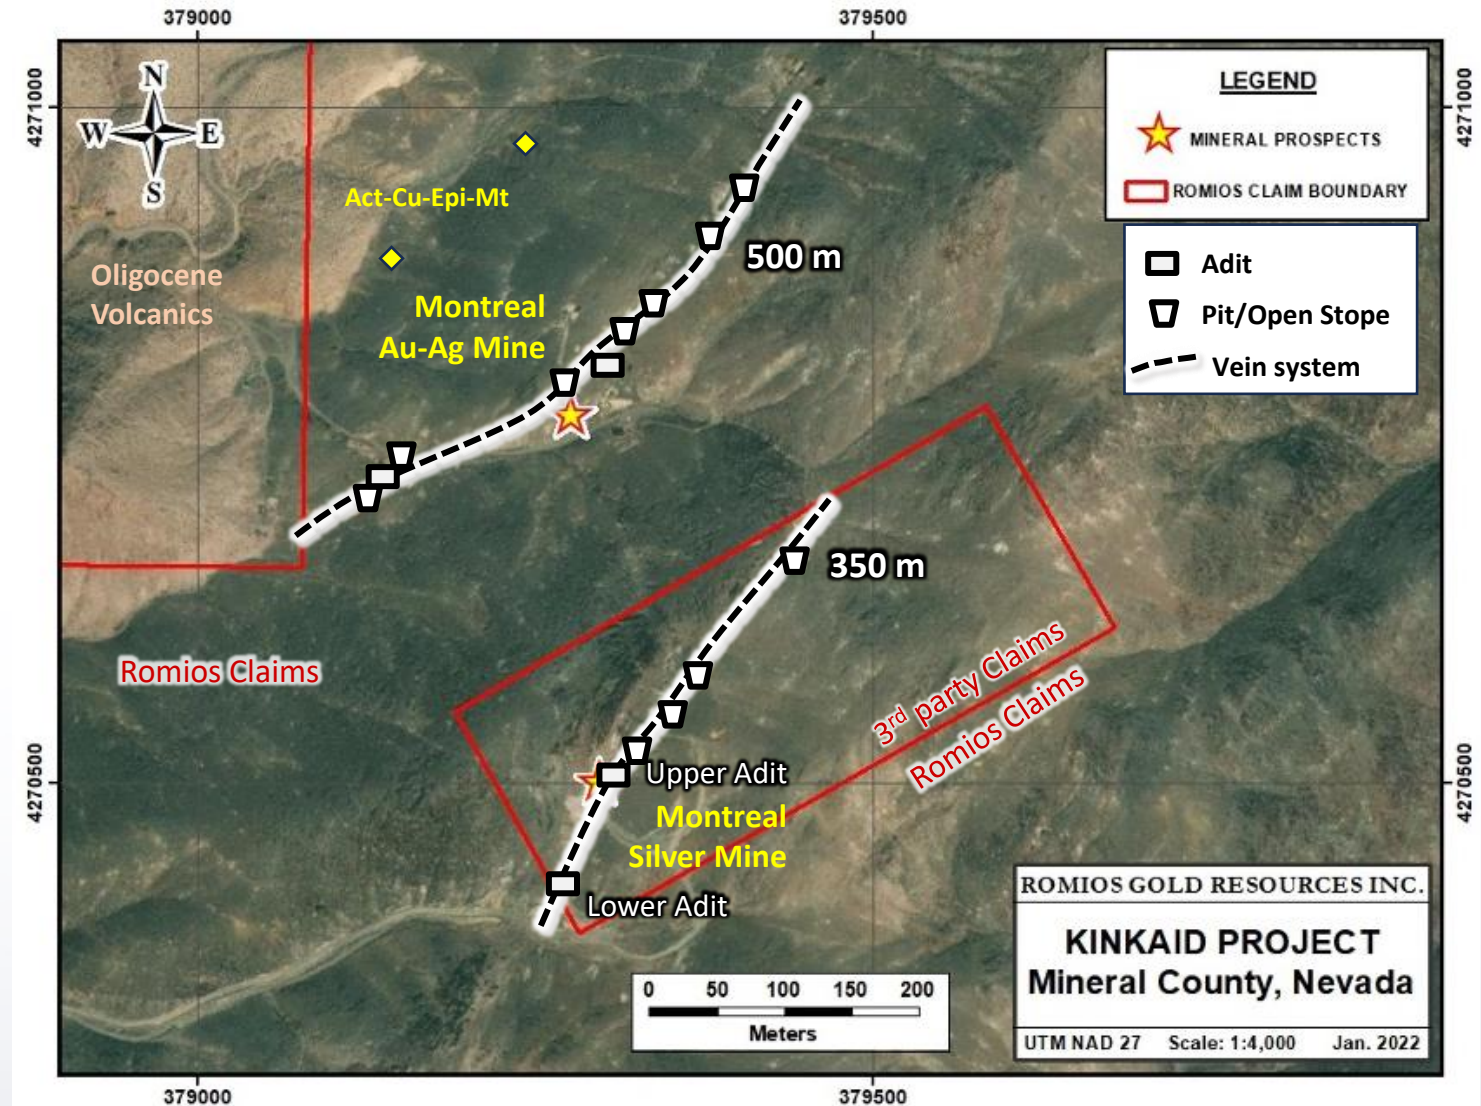 379000
379500
4271000
4271000
N
W
E
S
LEGEND
MINERAL PROSPECTS
ROMIOS CLAIM BOUNDARY
Act-Cu-Epi-Mt
Adit
Pit/Open Stope
Vein system
500 m
Oligocene
Volcanics
Montreal
Au-Ag Mine
350 m
Romios Claims
3rd party Claims
Romios Claims
4270500
4270500
Upper Adit
Montreal
Silver Mine
Lower Adit
0 50 100 150 200
Meters
ROMIOS GOLD RESOURCES INC.
KINKAID PROJECT
Mineral County, Nevada
UTM NAD 27 Scale: 1:4,000 Jan. 2022
379000
379500